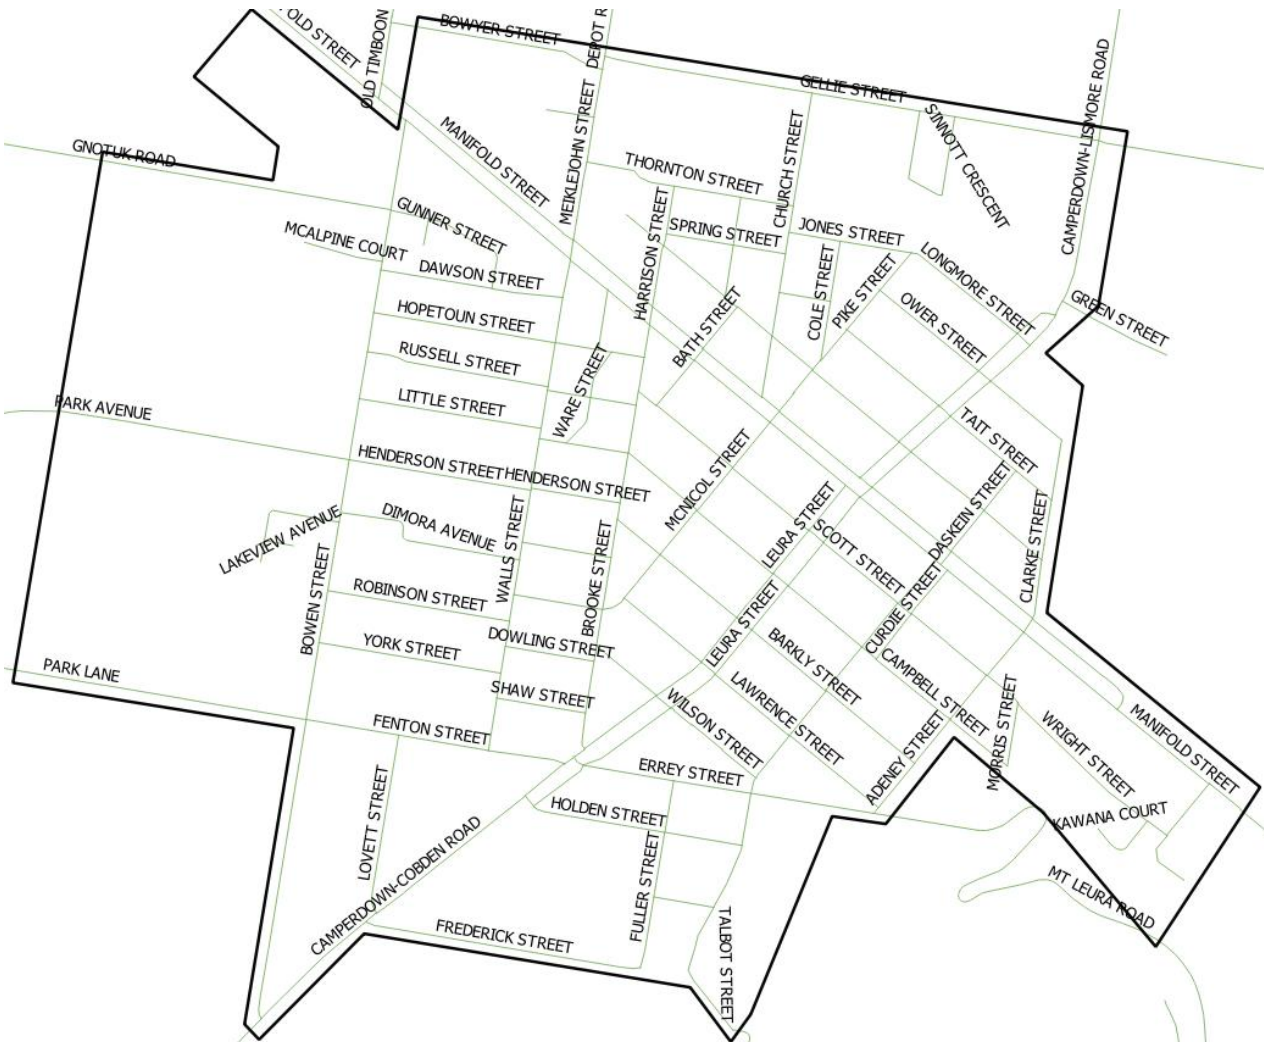 OLD STREET
OLD TIMBOON
BOWYER STREET
DEPOT R
GELLIE STREET
SINNOTT CRESCENT
CAMPERDOWN-LISMORE ROAD
GNOTUK ROAD
MANIFOLD STREET
MEIKLEJOHN STREET
THORNTON STREET
CHURCH STREET
GUNNER STREET
MCALPINE COURT
HARRISON STREET
SPRING STREET
JONES STREET
LONGMORE STREET
DAWSON STREET
COLE STREET
PIKE STREET
OWER STREET
GREEN STREET
HOPETOUN STREET
BATH STREET
RUSSELL STREET
WARE STREET
LITTLE STREET
PARK AVENUE
TAIT STREET
HENDERSON STREET
HENDERSON STREET
MCNICOL STREET
LEURA STREET
SCOTT STREET
DASKEIN STREET
CLARKE STREET
LAKEVIEW AVENUE
DIMORA AVENUE
WALLS STREET
BROOKE STREET
BOWEN STREET
ROBINSON STREET
CURDIE STREET
LEURA STREET
DOWLING STREET
YORK STREET
BARKLY STREET
CAMPBELL STREET
PARK LANE
SHAW STREET
WILSON STREET
LAWRENCE STREET
MORRIS STREET
WRIGHT STREET
MANIFOLD STREET
FENTON STREET
ADENEY STREET
ERREY STREET
HOLDEN STREET
KAWANA COURT
LOVETT STREET
CAMPERDOWN-COBDEN ROAD
FULLER STREET
MT LEURA ROAD
FREDERICK STREET
TALBOT STREET